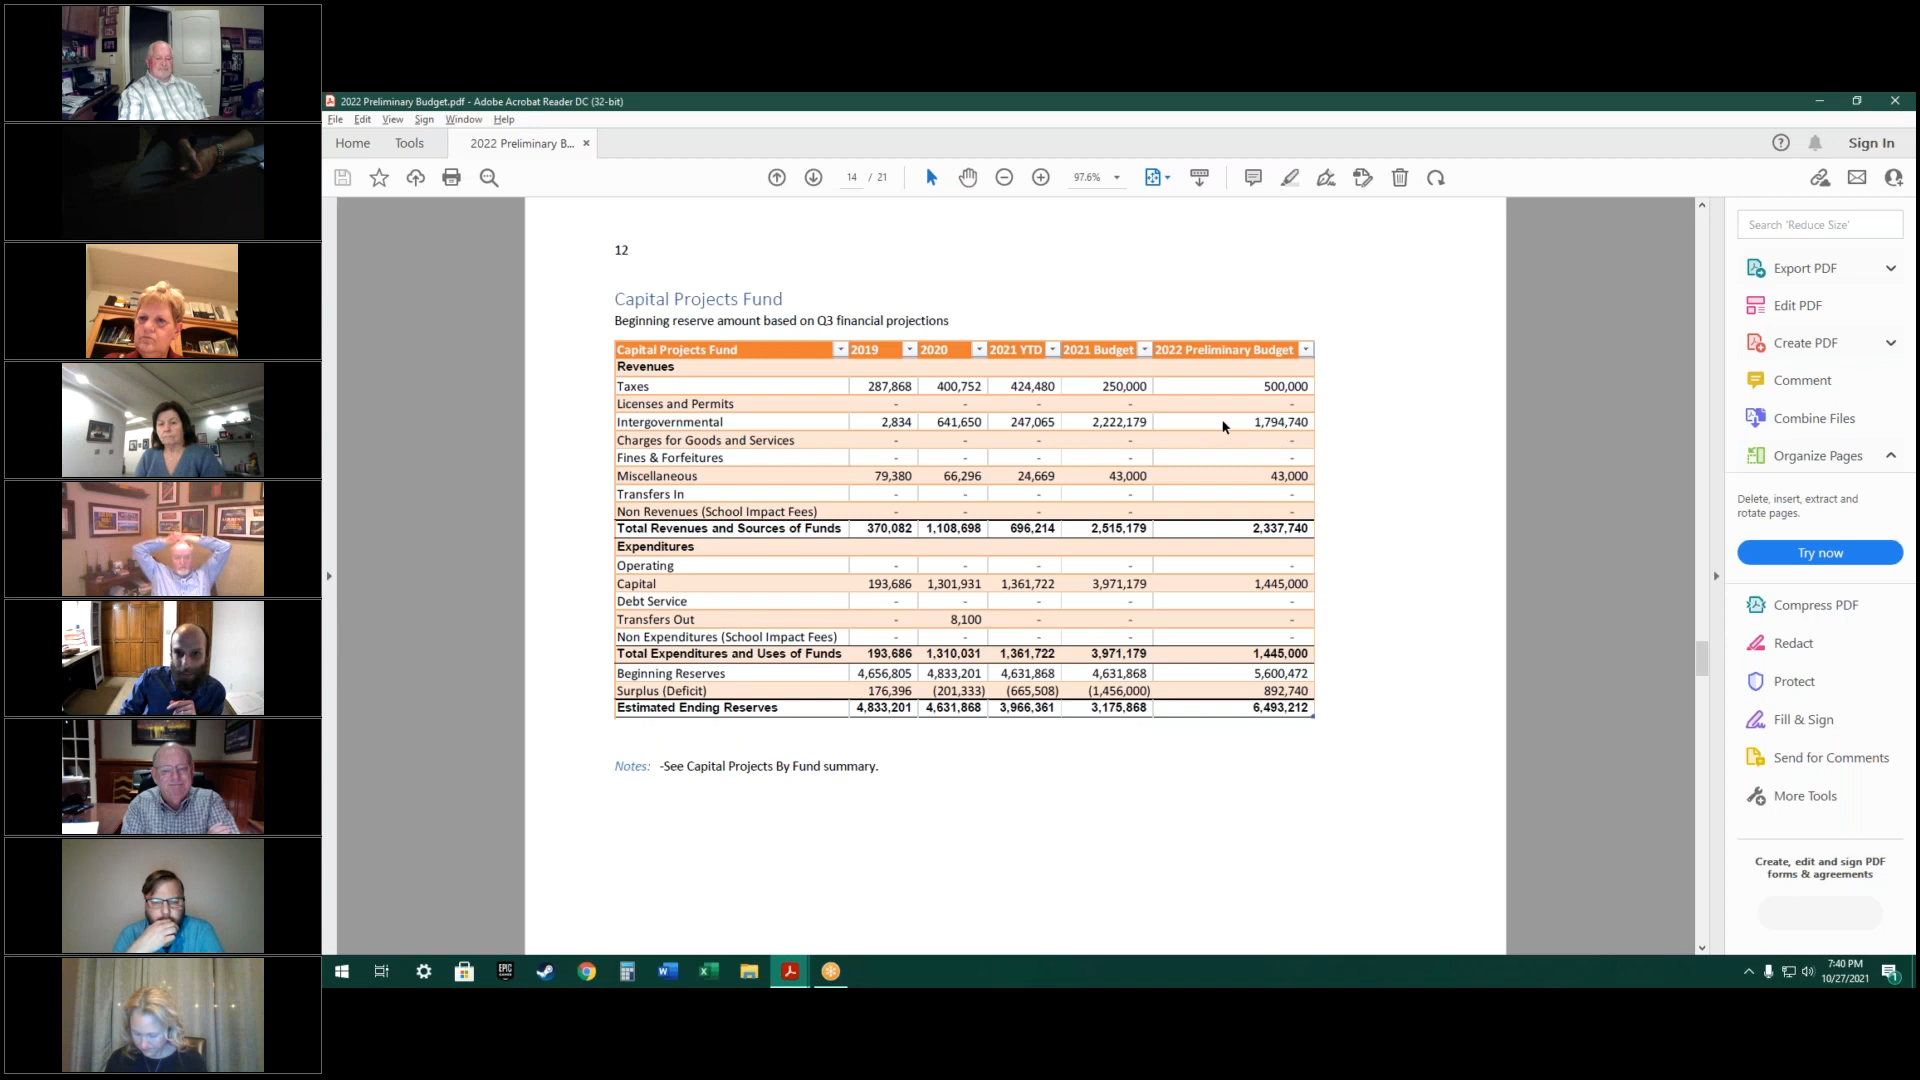 2022 Preliminary Budget.pdf - Adobe Acrobat Reader DC (32-bit)
File Edit View Sign Window Help
Home Tools 2022 Preliminary B... × Sign In
14 / 21 97.6%
12
Capital Projects Fund
Beginning reserve amount based on Q3 financial projections
Capital Projects Fund 2019 2020 2021 YTD 2021 Budget 2022 Preliminary Budget
Revenues
Taxes 287,868 400,752 424,480 250,000 500,000
Licenses and Permits - - - - -
Intergovernmental 2,834 641,650 247,065 2,222,179 1,794,740
Charges for Goods and Services - - - - -
Fines & Forfeitures - - - - -
Miscellaneous 79,380 66,296 24,669 43,000 43,000
Transfers In - - - - -
Non Revenues (School Impact Fees) - - - - -
Total Revenues and Sources of Funds 370,082 1,108,698 696,214 2,515,179 2,337,740
Expenditures
Operating - - - - -
Capital 193,686 1,301,931 1,361,722 3,971,179 1,445,000
Debt Service - - - - -
Transfers Out - 8,100 - - -
Non Expenditures (School Impact Fees) - - - - -
Total Expenditures and Uses of Funds 193,686 1,310,031 1,361,722 3,971,179 1,445,000
Beginning Reserves 4,656,805 4,833,201 4,631,868 4,631,868 5,600,472
Surplus (Deficit) 176,396 (201,333) (665,508) (1,456,000) 892,740
Estimated Ending Reserves 4,833,201 4,631,868 3,966,361 3,175,868 6,493,212
Notes: -See Capital Projects By Fund summary.
Search 'Reduce Size'
Export PDF
Edit PDF
Create PDF
Comment
Combine Files
Organize Pages
Delete, insert, extract and
rotate pages.
Try now
Compress PDF
Redact
Protect
Fill & Sign
Send for Comments
More Tools
Create, edit and sign PDF
forms & agreements
EPIC
7:40 PM
10/27/2021
1